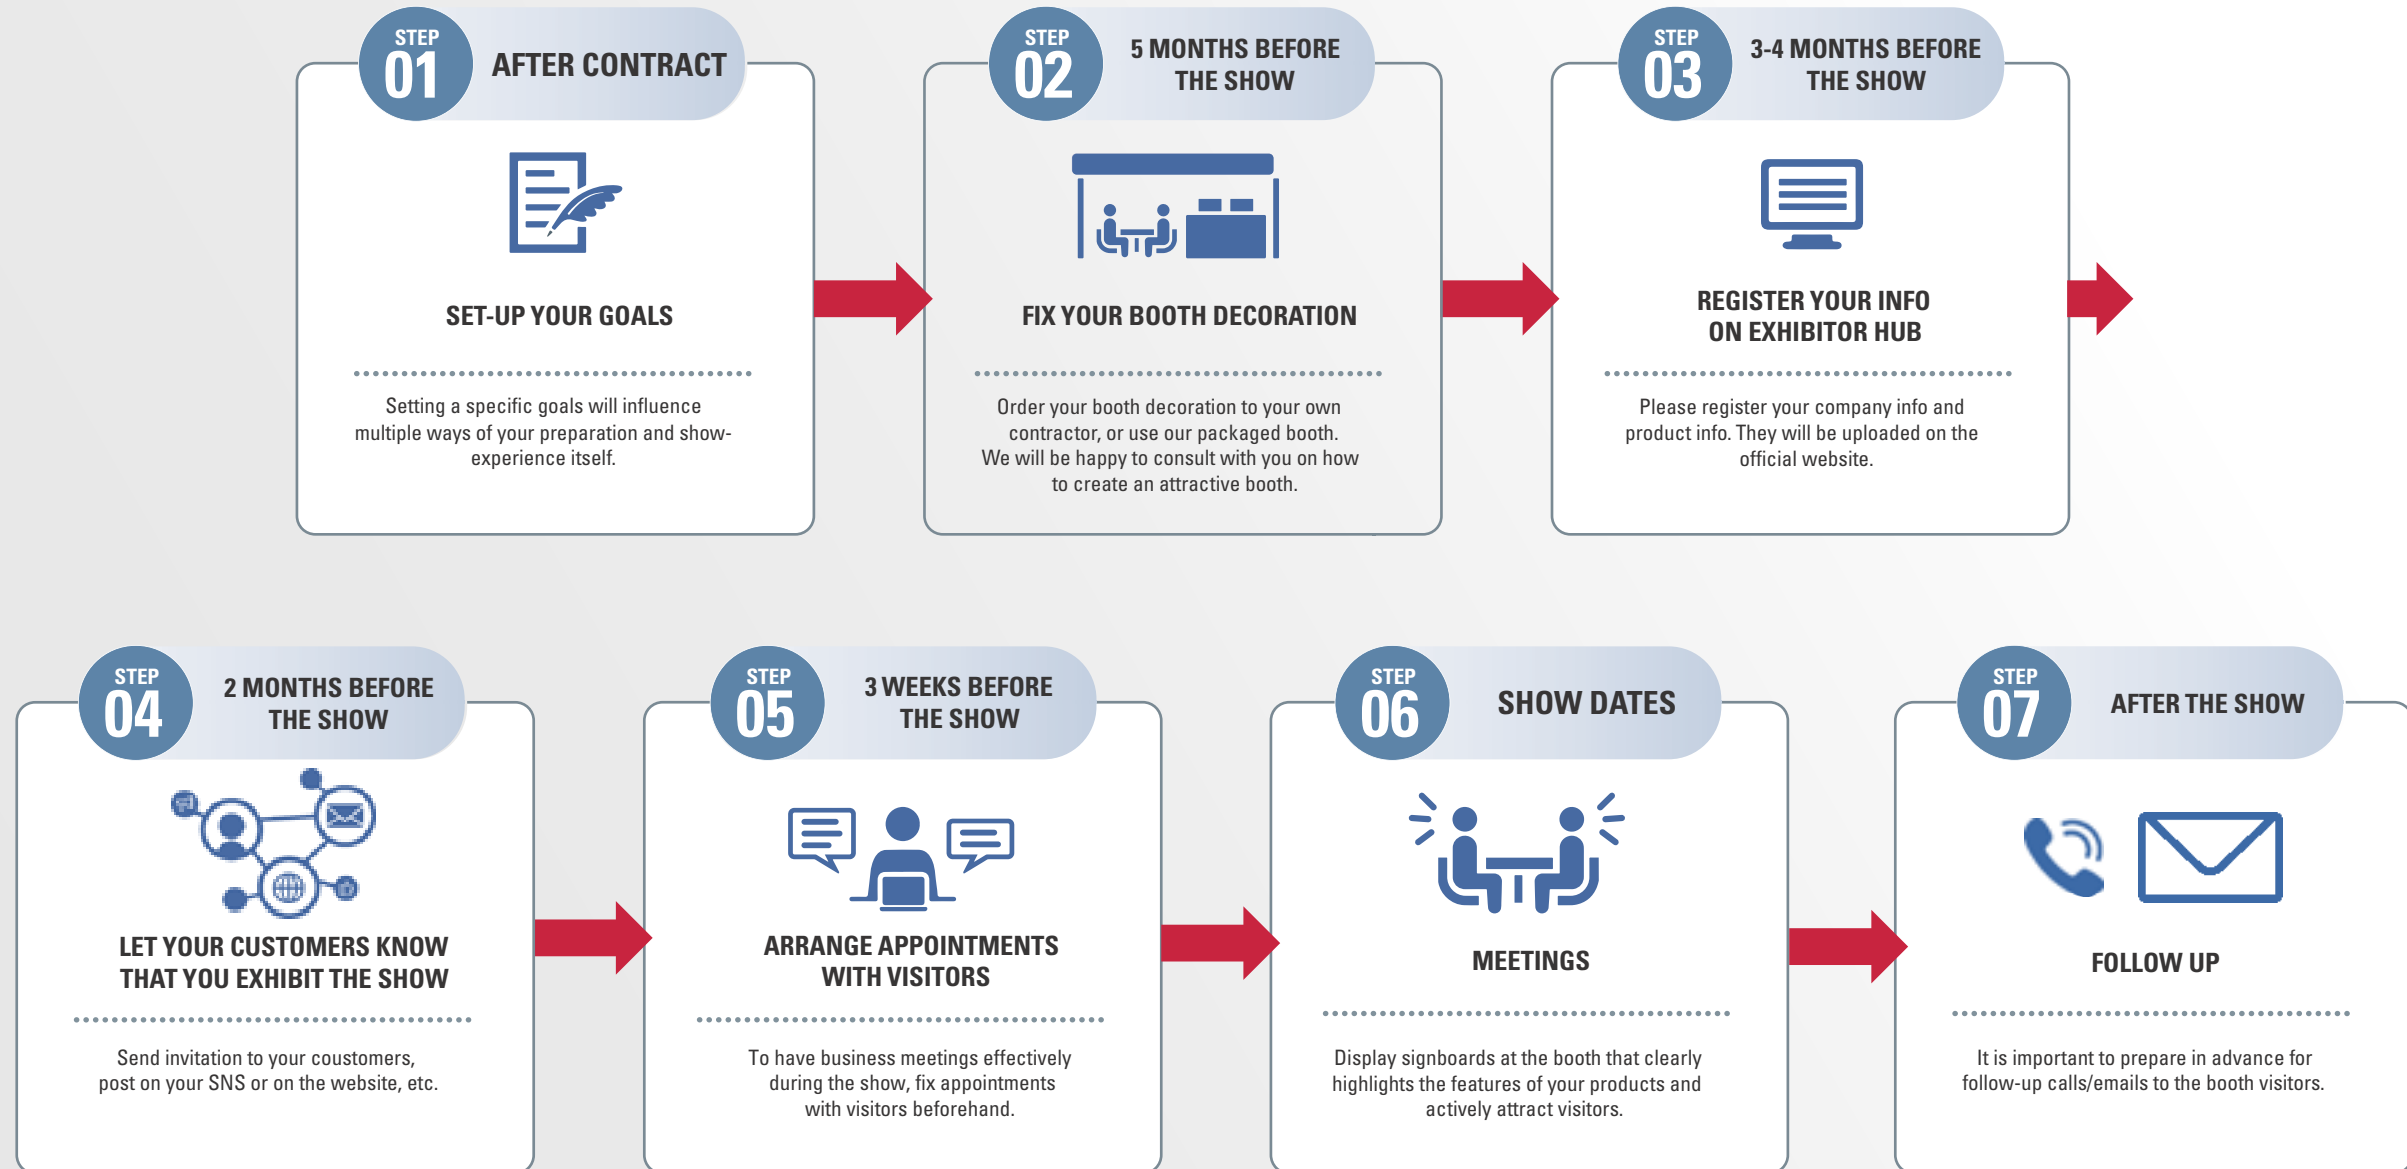 STEP
01
AFTER CONTRACT
SET-UP YOUR GOALS
Setting a specific goals will influence
multiple ways of your preparation and show-
experience itself.
STEP
02
5 MONTHS BEFORE
THE SHOW
FIX YOUR BOOTH DECORATION
Order your booth decoration to your own
contractor, or use our packaged booth.
We will be happy to consult with you on how
to create an attractive booth.
STEP
03
3-4 MONTHS BEFORE
THE SHOW
REGISTER YOUR INFO
ON EXHIBITOR HUB
Please register your company info and
product info. They will be uploaded on the
official website.
STEP
04
2 MONTHS BEFORE
THE SHOW
LET YOUR CUSTOMERS KNOW
THAT YOU EXHIBIT THE SHOW
Send invitation to your coustomers,
post on your SNS or on the website, etc.
STEP
05
3 WEEKS BEFORE
THE SHOW
ARRANGE APPOINTMENTS
WITH VISITORS
To have business meetings effectively
during the show, fix appointments
with visitors beforehand.
STEP
06
SHOW DATES
MEETINGS
Display signboards at the booth that clearly
highlights the features of your products and
actively attract visitors.
STEP
07
AFTER THE SHOW
FOLLOW UP
It is important to prepare in advance for
follow-up calls/emails to the booth visitors.